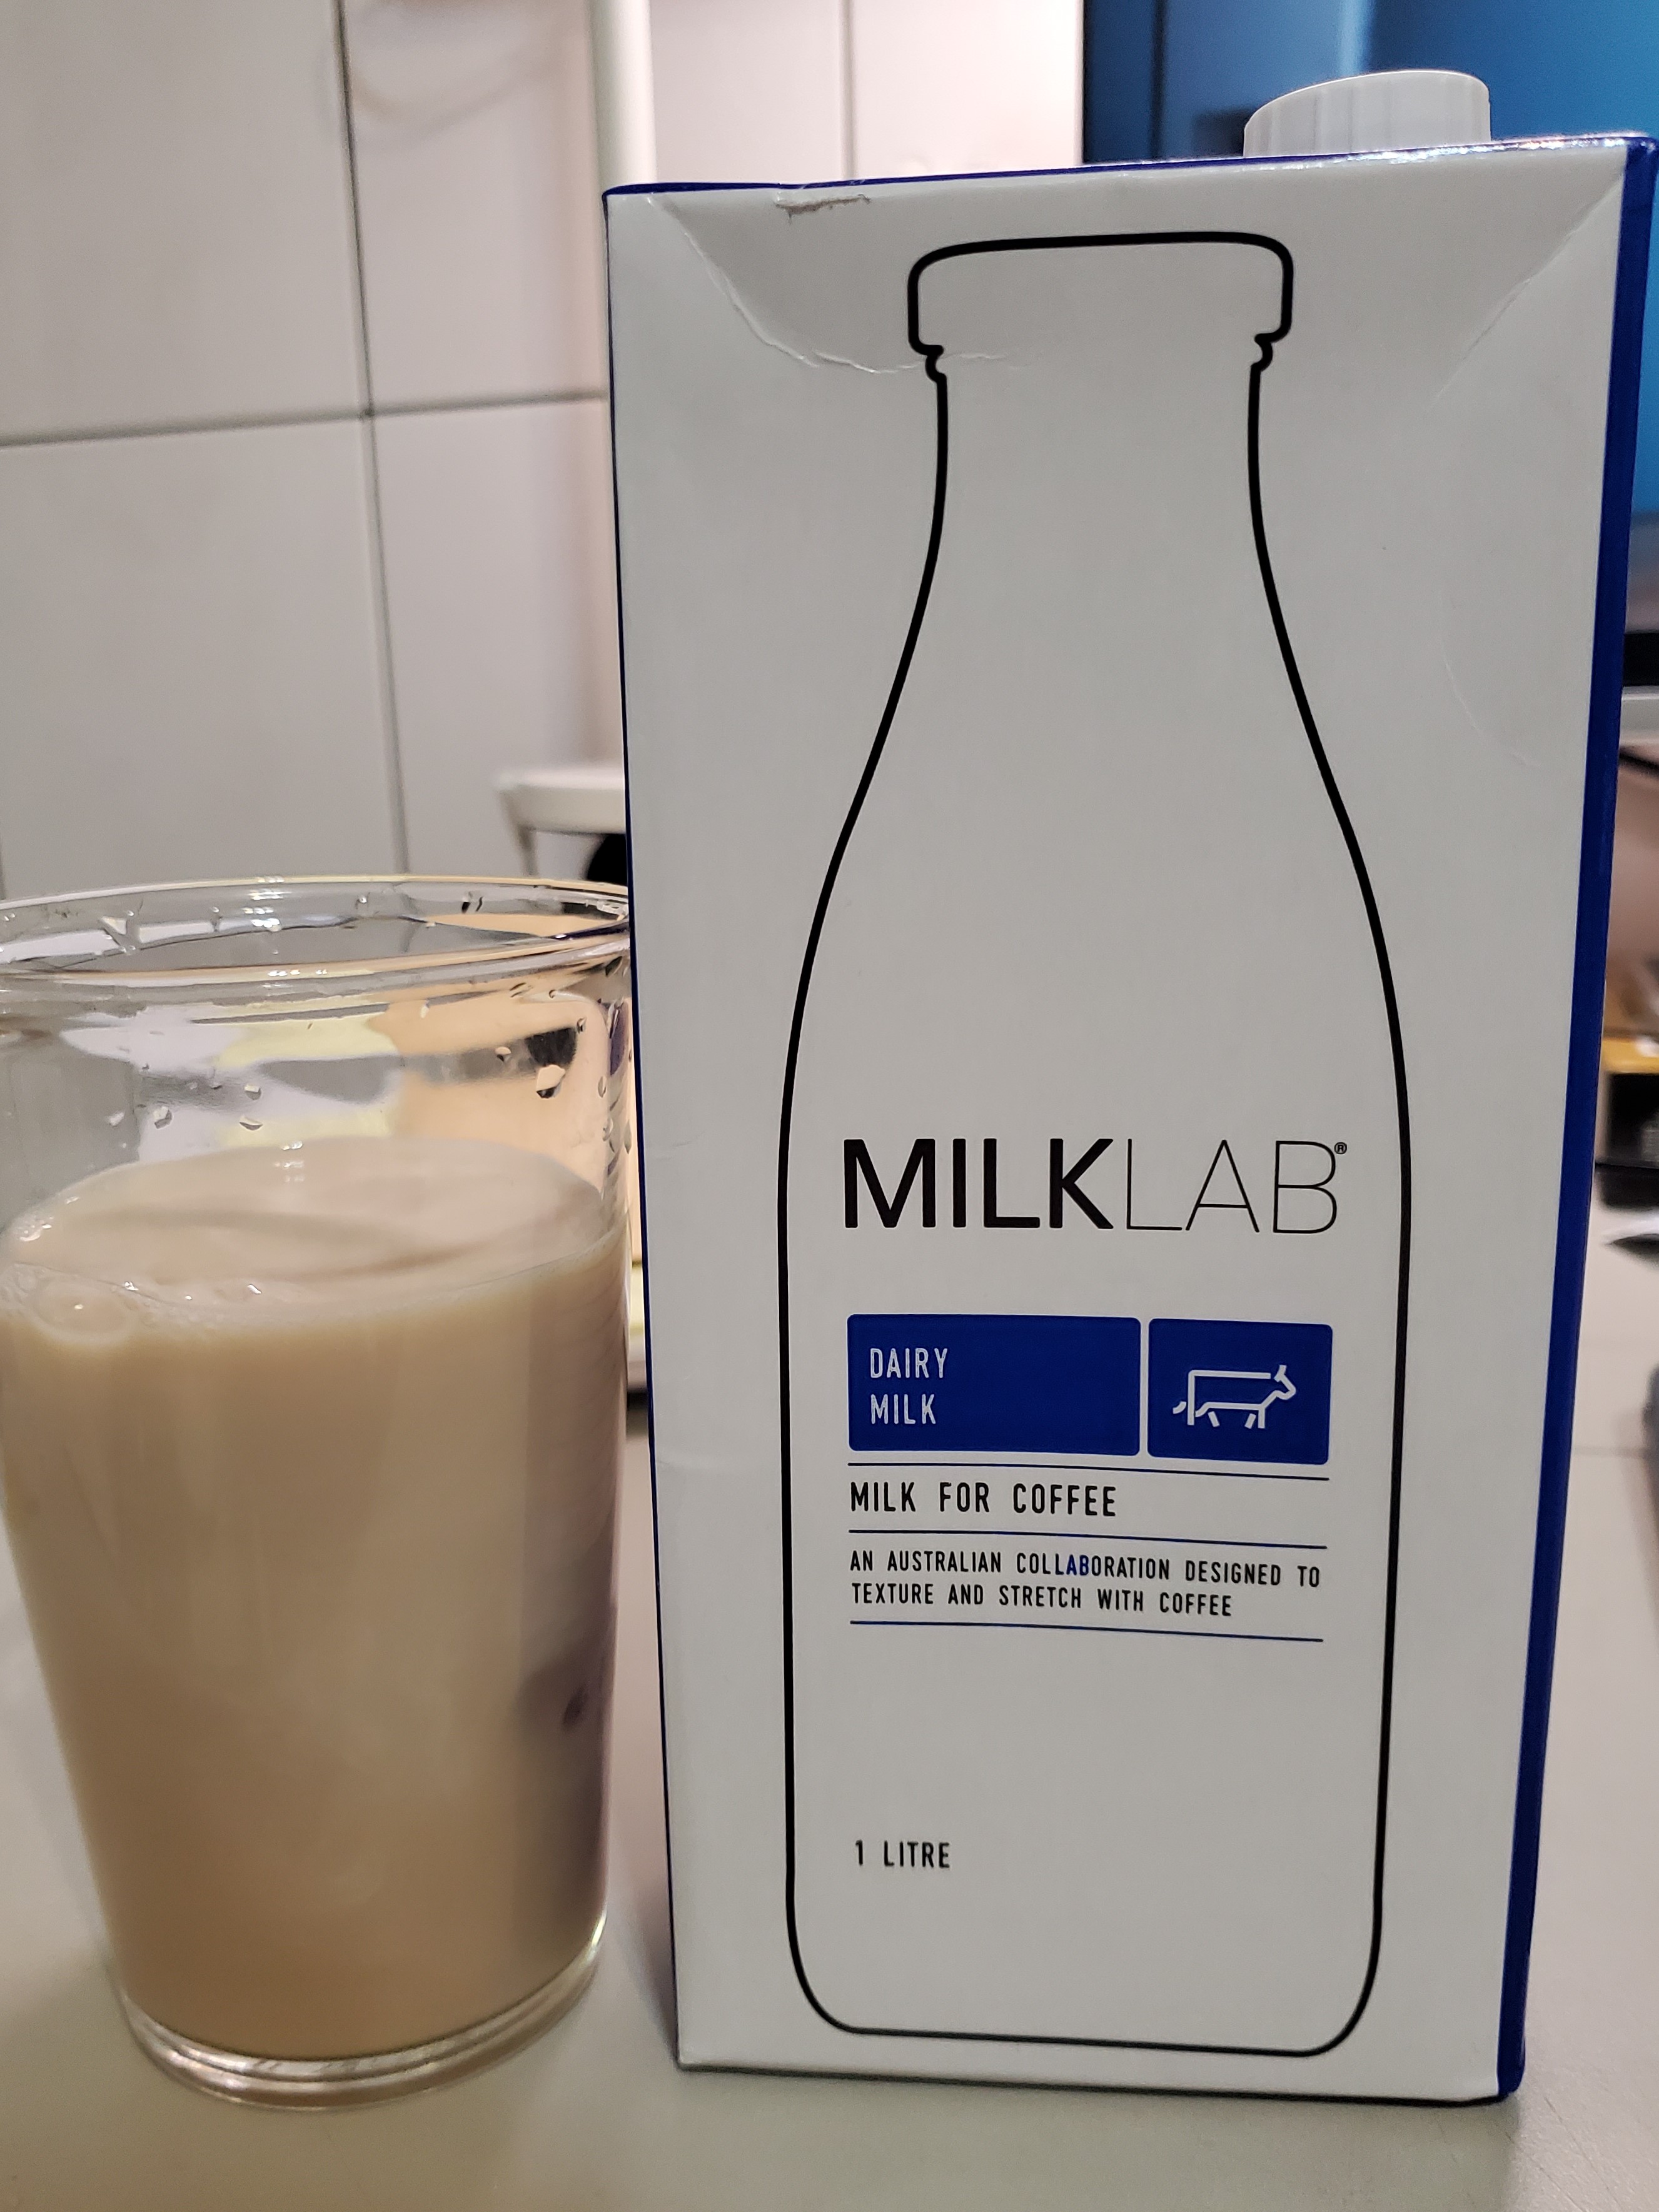 MILKLAB®
DAIRY
MILK
MILK FOR COFFEE
AN AUSTRALIAN COLLABORATION DESIGNED TO
TEXTURE AND STRETCH WITH COFFEE
1 LITRE